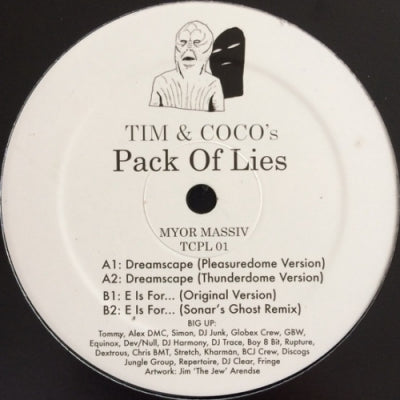 TIM & COCO's
Pack Of Lies
MYOR MASSIV
TCPL 01
A1: Dreamscape (Pleasuredome Version)
A2: Dreamscape (Thunderdome Version)
B1: E Is For... (Original Version)
B2: E Is For... (Sonar's Ghost Remix)
BIG UP:
Tommy, Alex DMC, Simon, DJ Junk, Globex Crew, GBW,
Equinox, Dev/Null, DJ Harmony, DJ Trace, Boy B Bit, Rupture,
Dextrous, Chris BMT, Stretch, Kharman, BCJ Crew, Discogs
Jungle Group, Repertoire, DJ Clear, Fringe
Artwork: Jim 'The Jew' Arendse